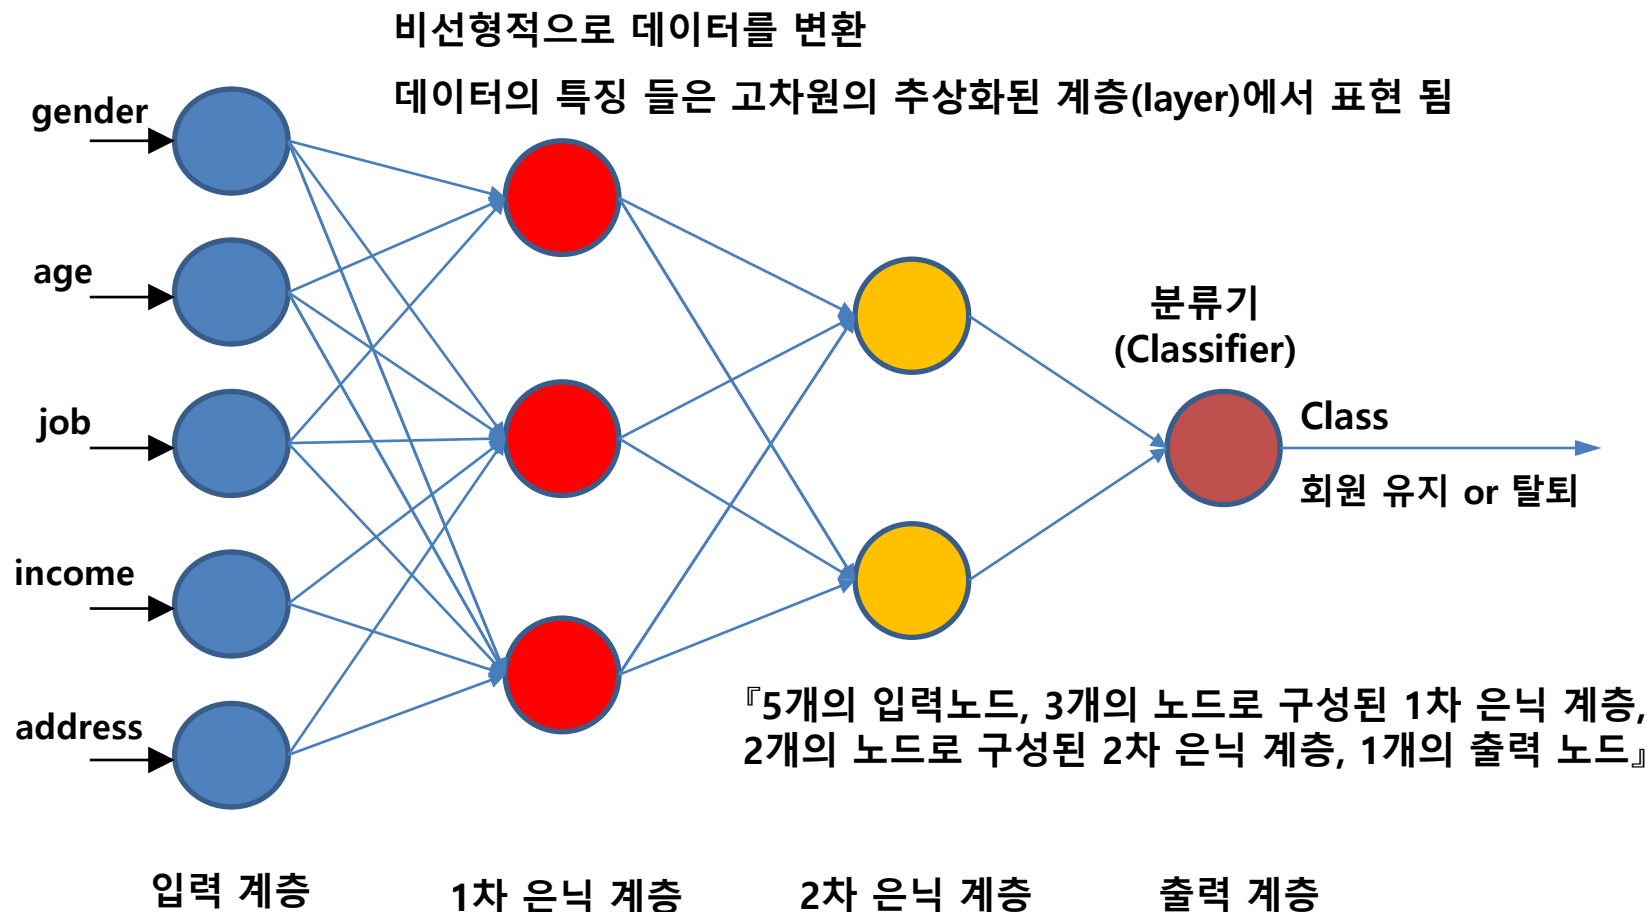 비선형적으로 데이터를 변환
데이터의 특징 들은 고차원의 추상화된 계층(layer)에서 표현 됨
gender
age
job
income
address
분류기
(Classifier)
Class
회원 유지 or 탈퇴
『5개의 입력노드, 3개의 노드로 구성된 1차 은닉 계층,
2개의 노드로 구성된 2차 은닉 계층, 1개의 출력 노드』
입력 계층
1차 은닉 계층
2차 은닉 계층
출력 계층